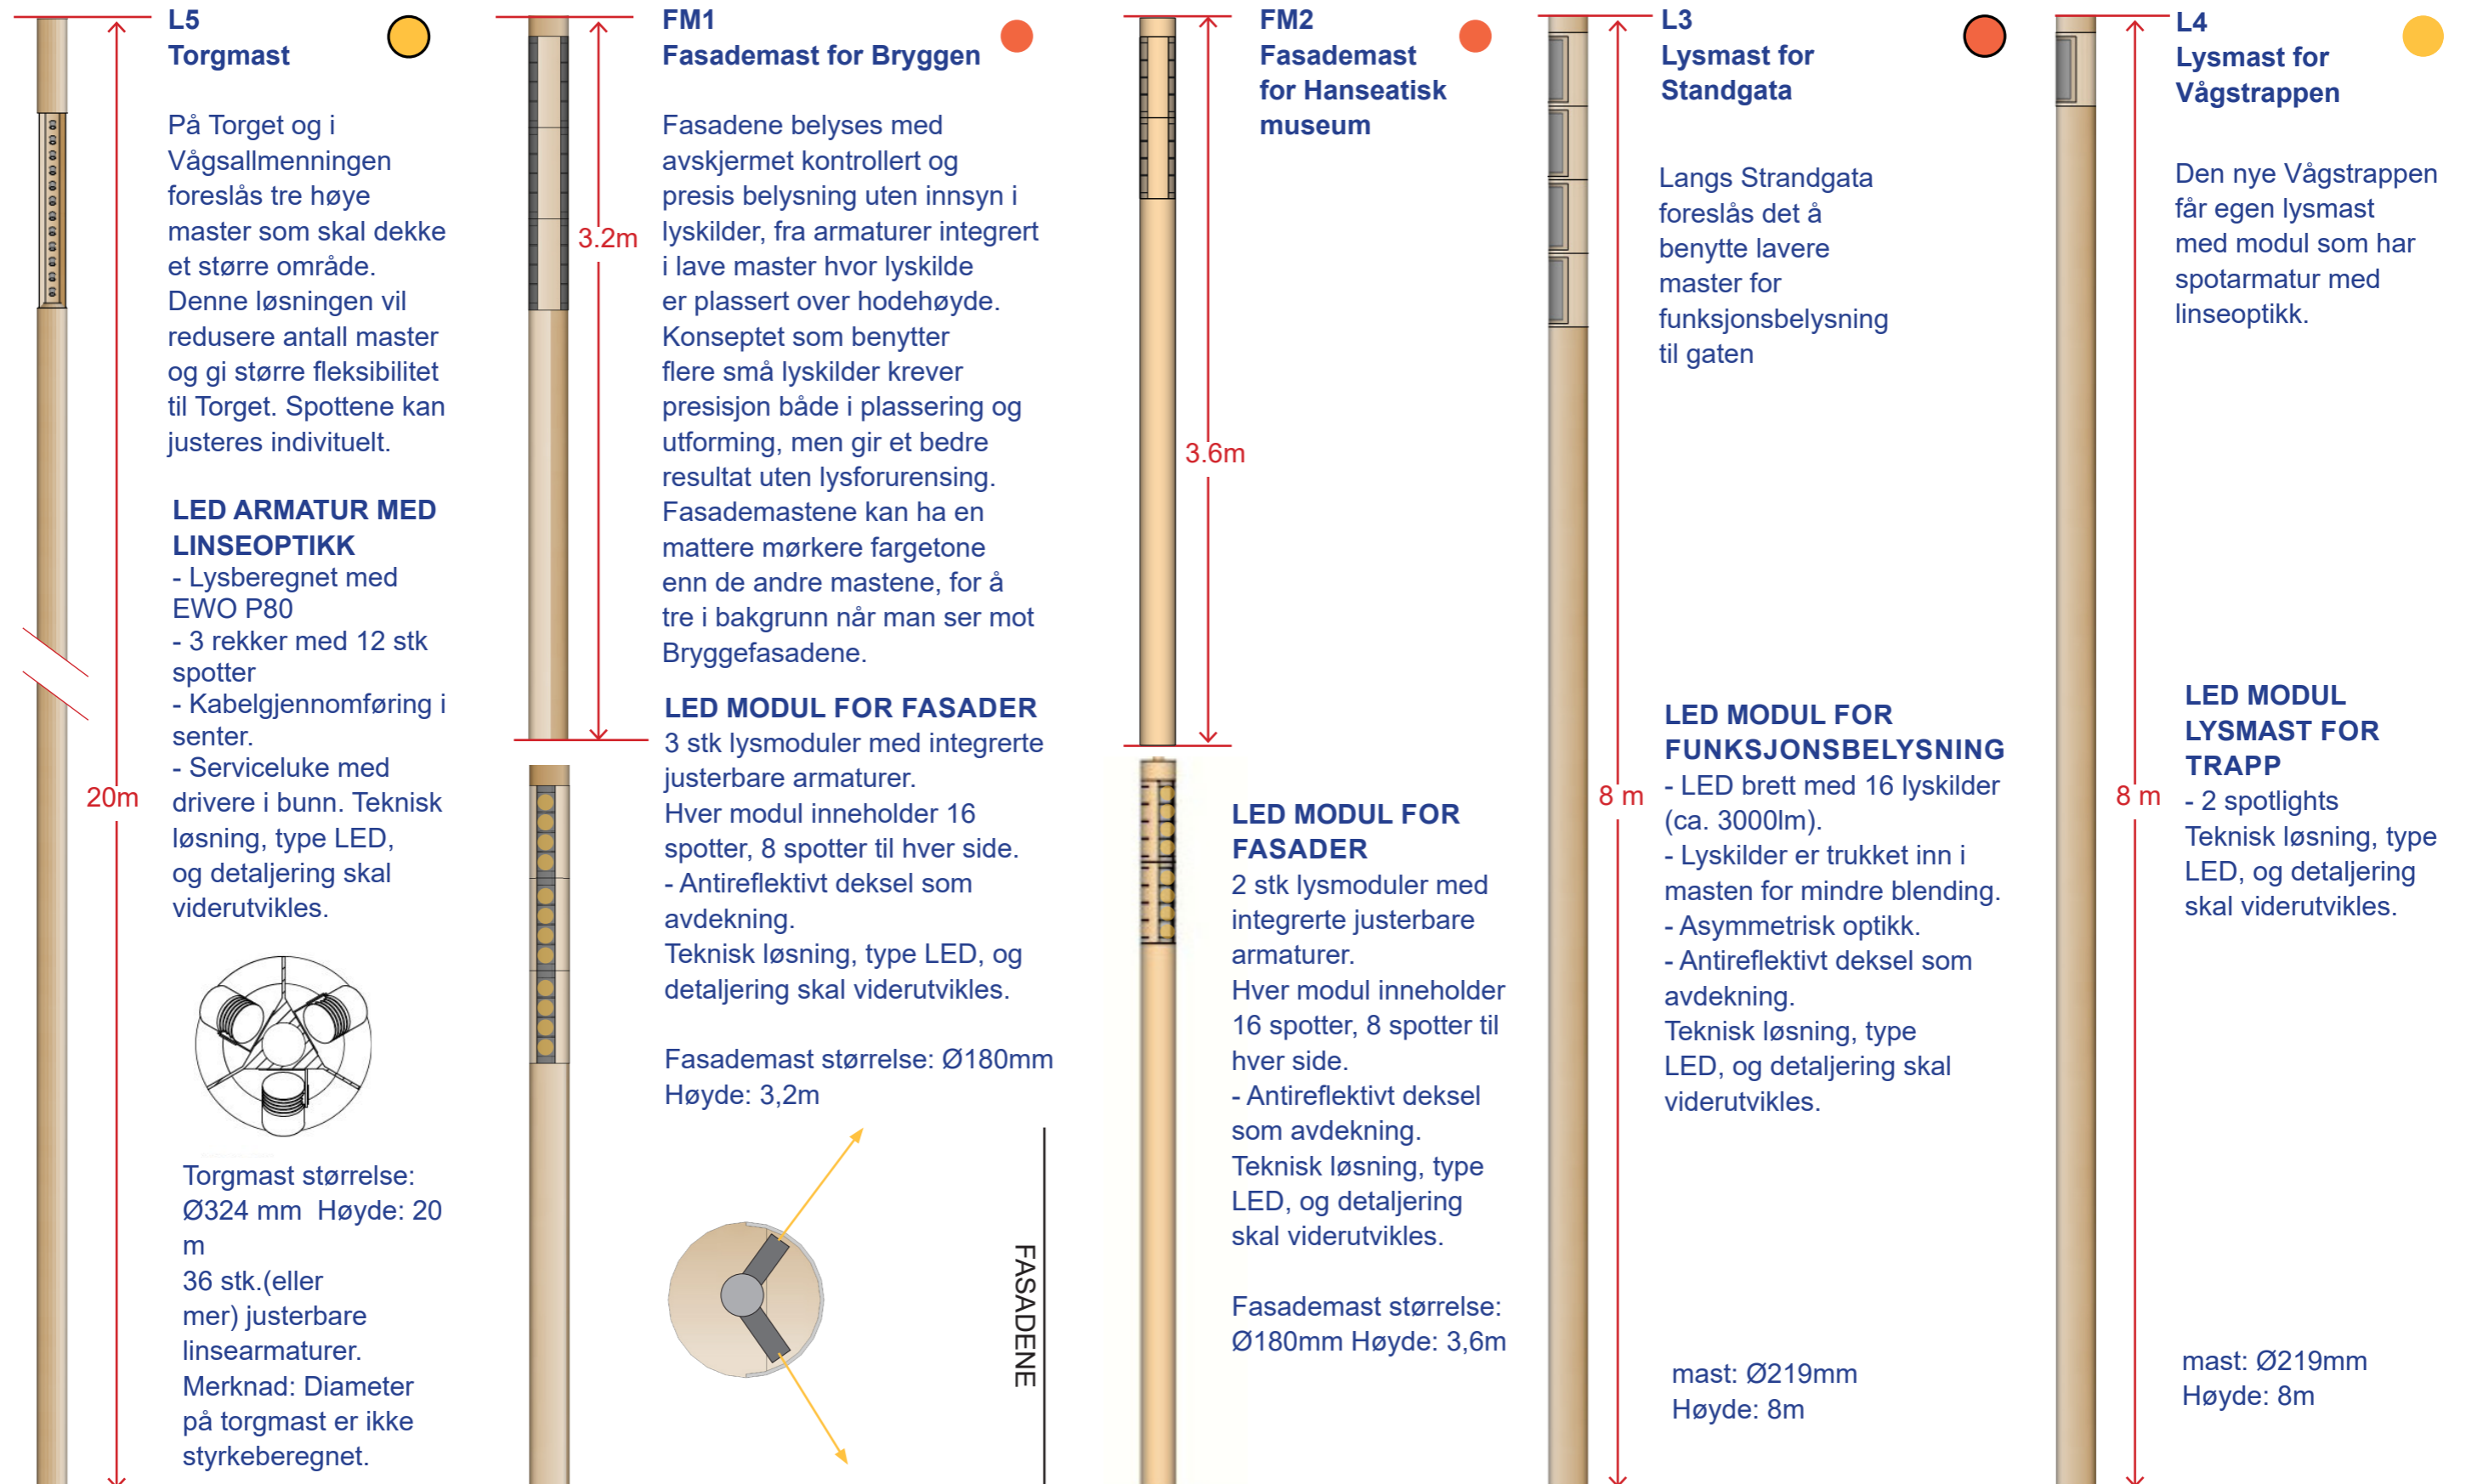 L5
Torgmast
På Torget og i
Vågsallmenningen
foreslås tre høye
master som skal dekke
et større område.
Denne løsningen vil
redusere antall master
og gi større fleksibilitet
til Torget. Spottene kan
justeres indivituelt.
LED ARMATUR MED
LINSEOPTIKK
- Lysberegnet med
EWO P80
- 3 rekker med 12 stk
spotter
- Kabelgjennomføring i
senter.
- Serviceluke med
drivere i bunn. Teknisk
løsning, type LED,
og detaljering skal
viderutvikles.
20m
Torgmast størrelse:
Ø324 mm  Høyde: 20
m
36 stk.(eller
mer) justerbare
linsearmaturer.
Merknad: Diameter
på torgmast er ikke
styrkeberegnet.
FM1
Fasademast for Bryggen
Fasadene belyses med
avskjermet kontrollert og
presis belysning uten innsyn i
lyskilder, fra armaturer integrert
i lave master hvor lyskilde
er plassert over hodehøyde.
Konseptet som benytter
flere små lyskilder krever
presisjon både i plassering og
utforming, men gir et bedre
resultat uten lysforurensing.
Fasademastene kan ha en
mattere mørkere fargetone
enn de andre mastene, for å
tre i bakgrunn når man ser mot
Bryggefasadene.
3.2m
LED MODUL FOR FASADER
3 stk lysmoduler med integrerte
justerbare armaturer.
Hver modul inneholder 16
spotter, 8 spotter til hver side.
- Antireflektivt deksel som
avdekning.
Teknisk løsning, type LED, og
detaljering skal viderutvikles.
Fasademast størrelse: Ø180mm
Høyde: 3,2m
FASADENE
FM2
Fasademast
for Hanseatisk
museum
3.6m
LED MODUL FOR
FASADER
2 stk lysmoduler med
integrerte justerbare
armaturer.
Hver modul inneholder
16 spotter, 8 spotter til
hver side.
- Antireflektivt deksel
som avdekning.
Teknisk løsning, type
LED, og detaljering
skal viderutvikles.
Fasademast størrelse:
Ø180mm Høyde: 3,6m
L3
Lysmast for
Standgata
Langs Strandgata
foreslås det å
benytte lavere
master for
funksjonsbelysning
til gaten
8 m
LED MODUL FOR
FUNKSJONSBELYSNING
- LED brett med 16 lyskilder
(ca. 3000lm).
- Lyskilder er trukket inn i
masten for mindre blending.
- Asymmetrisk optikk.
- Antireflektivt deksel som
avdekning.
Teknisk løsning, type
LED, og detaljering skal
viderutvikles.
mast: Ø219mm
Høyde: 8m
L4
Lysmast for
Vågstrappen
Den nye Vågstrappen
får egen lysmast
med modul som har
spotarmatur med
linseoptikk.
8 m
LED MODUL
LYSMAST FOR
TRAPP
- 2 spotlights
Teknisk løsning, type
LED, og detaljering
skal viderutvikles.
mast: Ø219mm
Høyde: 8m